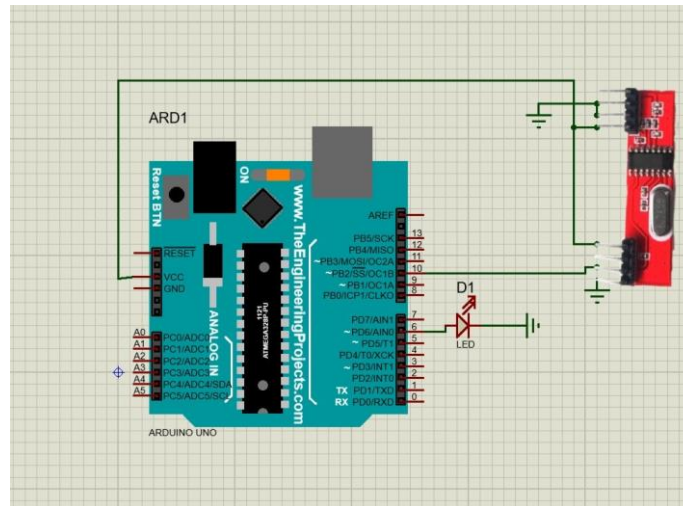 ARD1
Reset BTN
ON
www.TheEngineeringProjects.com
RESET
VCC
GND
ANALOG IN
ATMEGA328P-PU
1121
A0 PC0/ADC0
A1 PC1/ADC1
A2 PC2/ADC2
A3 PC3/ADC3
A4 PC4/ADC4/SDA
A5 PC5/ADC5/SCL
AREF
PB5/SCK 13
PB4/MISO 12
~PB3/MOSI/OC2A 11
~PB2/SS/OC1B 10
~PB1/OC1A 9
PB0/ICP1/CLKO 8
PD7/AIN1 7
~PD6/AIN0 6
~PD5/T1 5
PD4/T0/XCK 4
~PD3/INT1 3
PD2/INT0 2
TX PD1/TXD 1
RX PD0/RXD 0
ARDUINO UNO
D1
LED